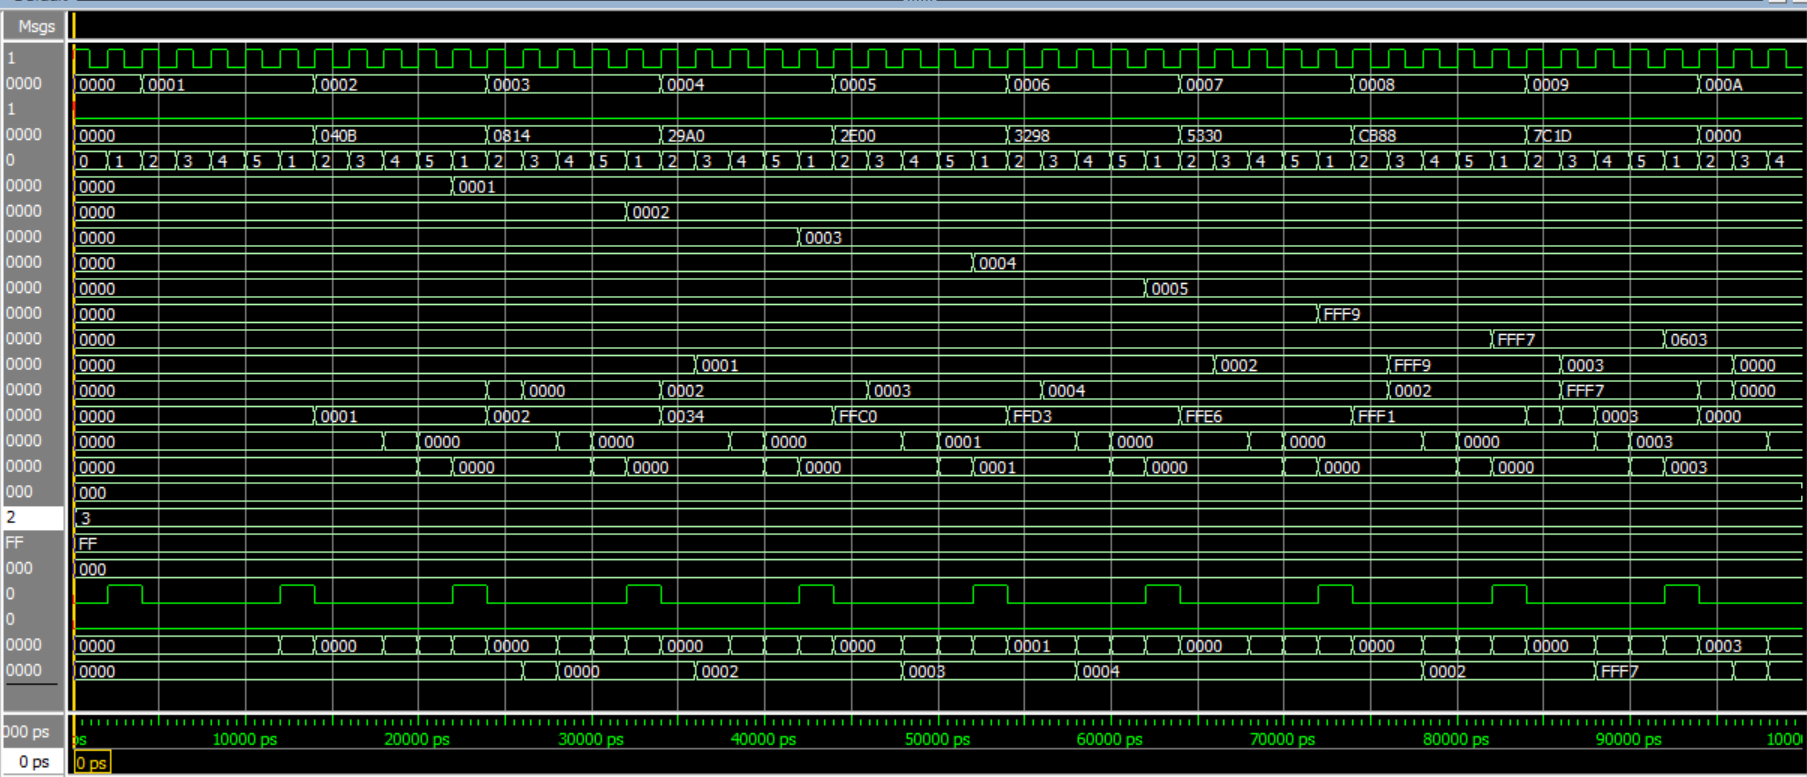 Msgs
1
0000 0000 0001 0002 0003 0004 0005 0006 0007 0008 0009 000A
1
0000 0000 040B 0814 29A0 2E00 3298 5330 CB88 7C1D 0000
0 0 1 2 3 4 5 1 2 3 4 5 1 2 3 4 5 1 2 3 4 5 1 2 3 4 5 1 2 3 4 5 1 2 3 4 5 1 2 3 4 5 1 2 3 4 5 1 2 3 4
0000 0000 0001
0000 0000 0002
0000 0000 0003
0000 0000 0004
0000 0000 0005
0000 0000 FFF9
0000 0000 FFF7 0603
0000 0000 0001 0002 FFF9 0003 0000
0000 0000 0000 0002 0003 0004 0002 FFF7 0000
0000 0000 0001 0002 0034 FFC0 FFD3 FFE6 FFF1 0003 0000
0000 0000 0000 0000 0000 0001 0000 0000 0000 0003
0000 0000 0000 0000 0000 0001 0000 0000 0000 0003
000 000
2 3
FF FF
000 000
0
0
0000 0000 0000 0000 0000 0000 0001 0000 0000 0000 0003
0000 0000 0000 0002 0003 0004 0002 FFF7
000 ps ps 10000 ps 20000 ps 30000 ps 40000 ps 50000 ps 60000 ps 70000 ps 80000 ps 90000 ps 1000
0 ps 0 ps